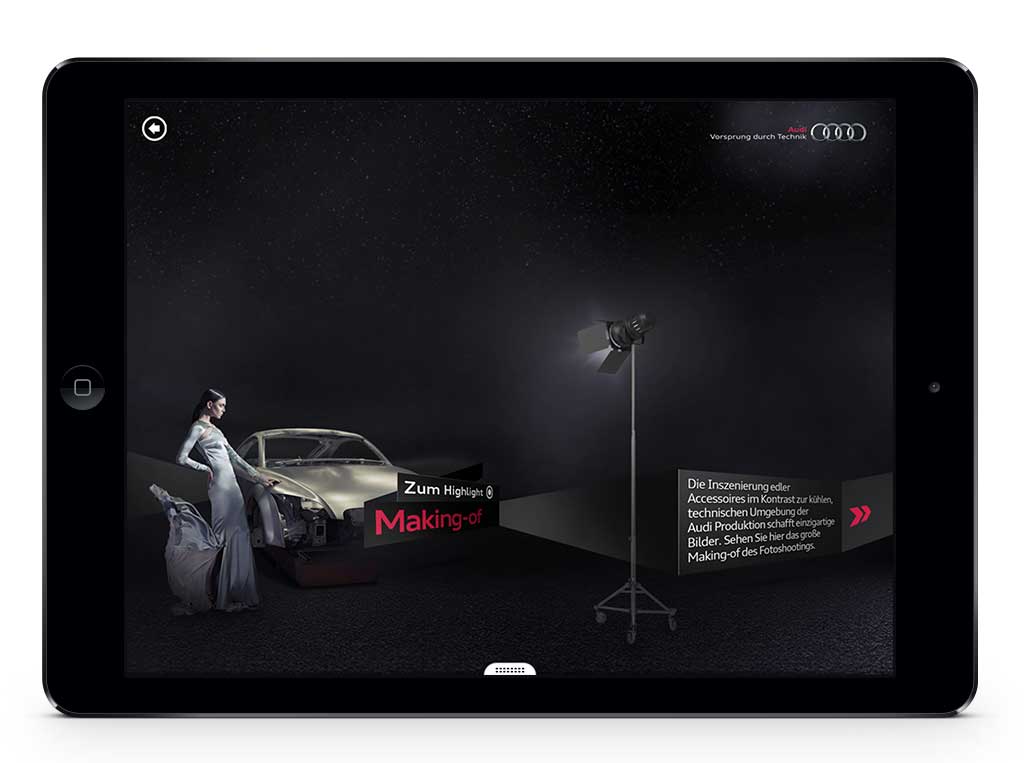 Audi
Vorsprung durch Technik
Zum Highlight
Making-of
Die Inszenierung edler
Accessoires im Kontrast zur kühlen,
technischen Umgebung der
Audi Produktion schafft einzigartige
Bilder. Sehen Sie hier das große
Making-of des Fotoshootings.